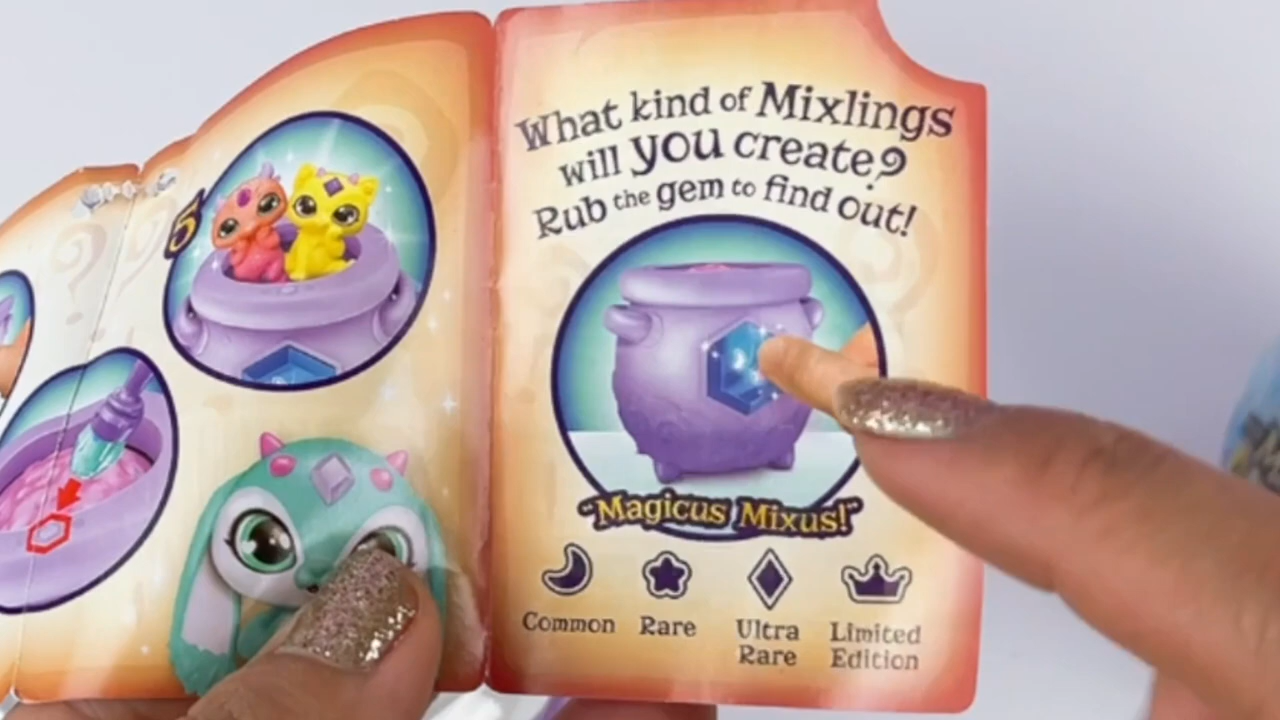 5
What kind of Mixlings
will you create?
Rub the gem to find out!
"Magicus Mixus!"
Common Rare Ultra Rare Limited Edition